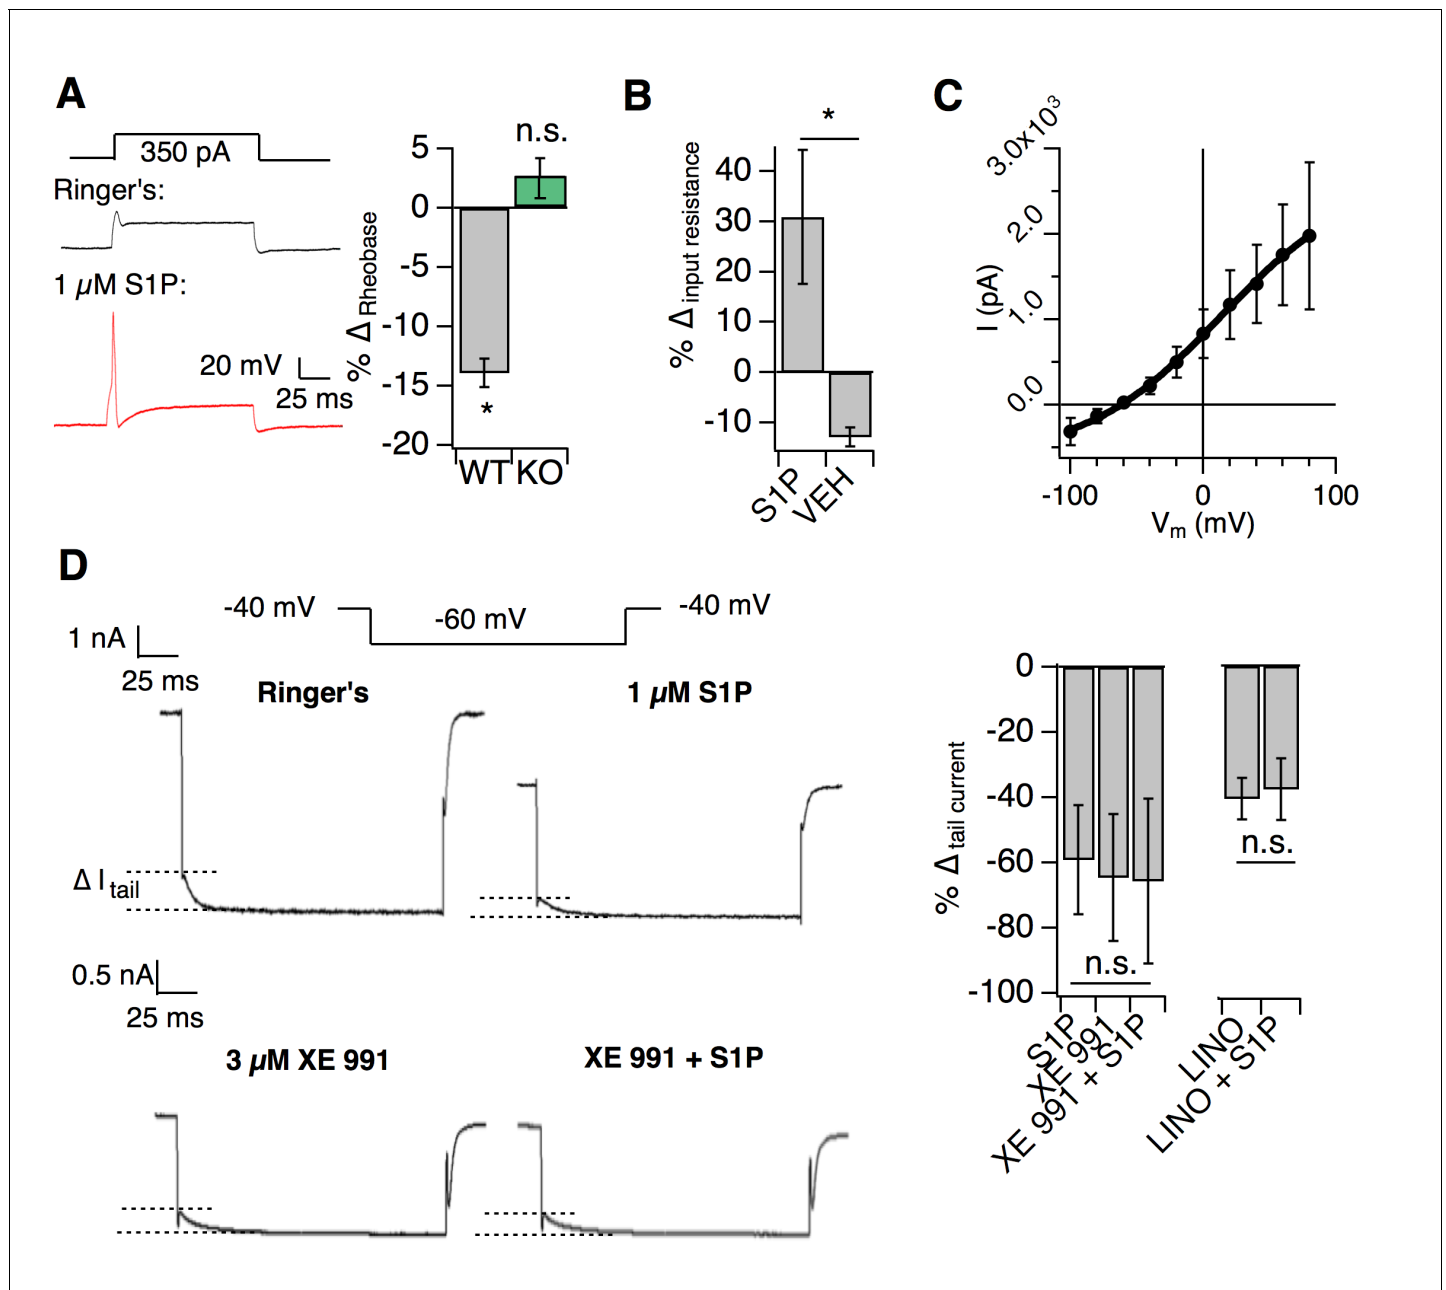 A
350 pA
Ringer's:
1 µM S1P:
20 mV
25 ms
% Δ Rheobase
5
0
-5
-10
-15
-20
n.s.
*
WT KO
B
% Δ input resistance
40
30
20
10
0
-10
*
S1P
VEH
C
I (pA)
3.0x10³
2.0
1.0
0.0
-100 0 100
Vm (mV)
D
-40 mV
-60 mV
-40 mV
1 nA
25 ms
Ringer's
1 µM S1P
Δ I tail
0.5 nA
25 ms
3 µM XE 991
XE 991 + S1P
% Δ tail current
0
-20
-40
-60
-80
-100
n.s.
n.s.
S1P
XE 991
XE 991 + S1P
LINO
LINO + S1P